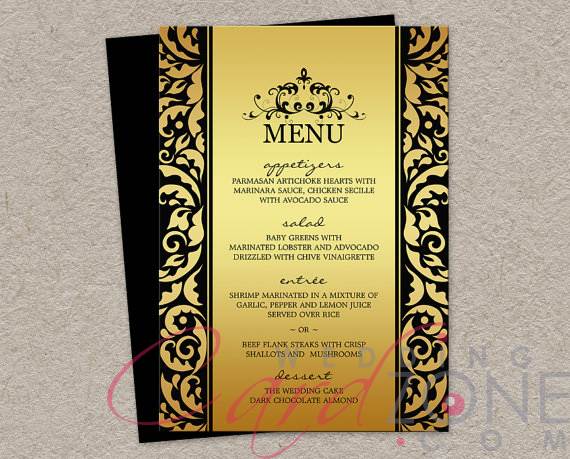 MENU
appetizers
PARMASAN ARTICHOKE HEARTS WITH
MARINARA SAUCE, CHICKEN SECILLE
WITH AVOCADO SAUCE
salad
BABY GREENS WITH
MARINATED LOBSTER AND ADVOCADO
DRIZZLED WITH CHIVE VINAIGRETTE
entrée
SHRIMP MARINATED IN A MIXTURE OF
GARLIC, PEPPER AND LEMON JUICE
SERVED OVER RICE
~ OR ~
BEEF FLANK STEAKS WITH CRISP
SHALLOTS AND MUSHROOMS
dessert
THE WEDDING CAKE
DARK CHOCOLATE ALMOND
WEDDING
Card ZONE
.COM